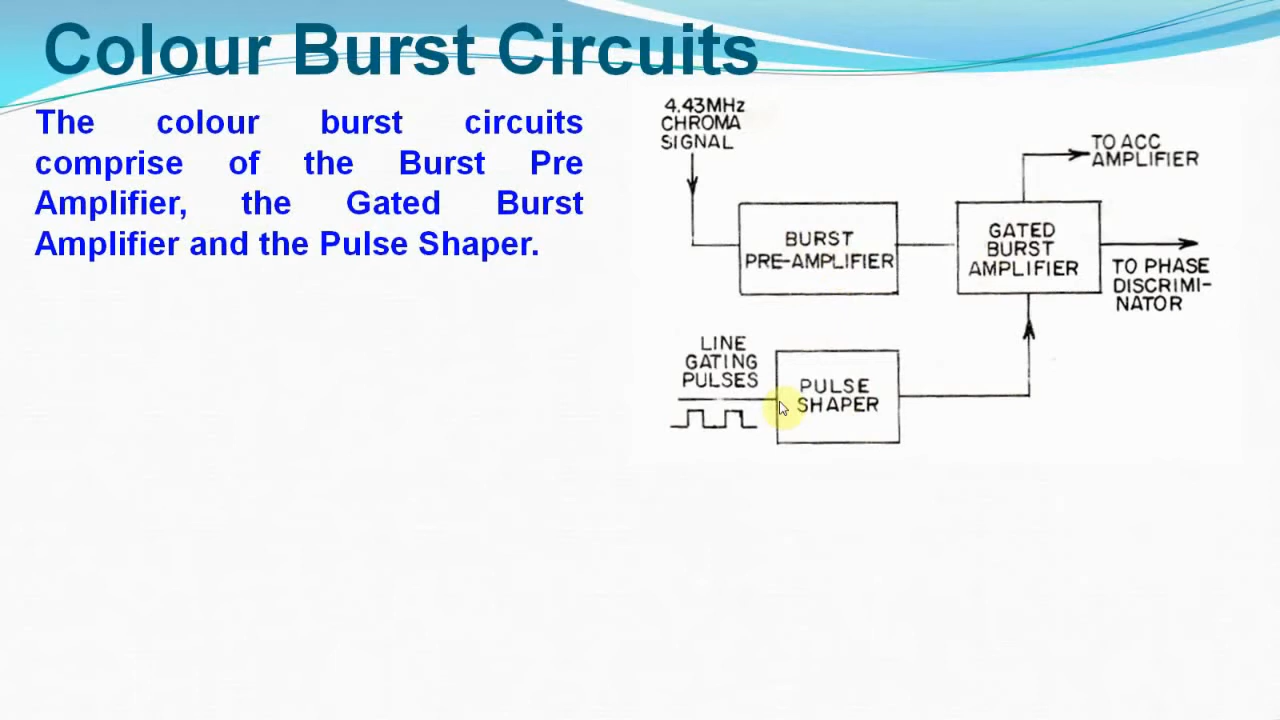 Colour Burst Circuits
The colour burst circuits
comprise of the Burst Pre
Amplifier, the Gated Burst
Amplifier and the Pulse Shaper.
4.43MHz
CHROMA
SIGNAL
TO ACC
AMPLIFIER
BURST
PRE-AMPLIFIER
GATED
BURST
AMPLIFIER
TO PHASE
DISCRIMI-
NATOR
LINE
GATING
PULSES
PULSE
SHAPER